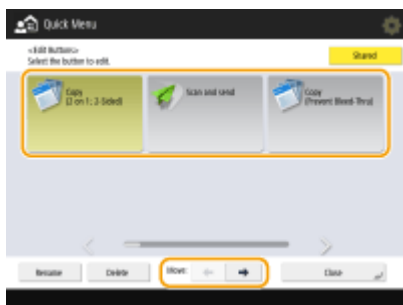 Quick Menu
<Edit Buttons>
Select the button to edit.
Shared
Copy
(2 on 1; 2-Sided)
Scan and send
Copy
(Prevent Bleed-Thru)
Rename
Delete
Move:
Close